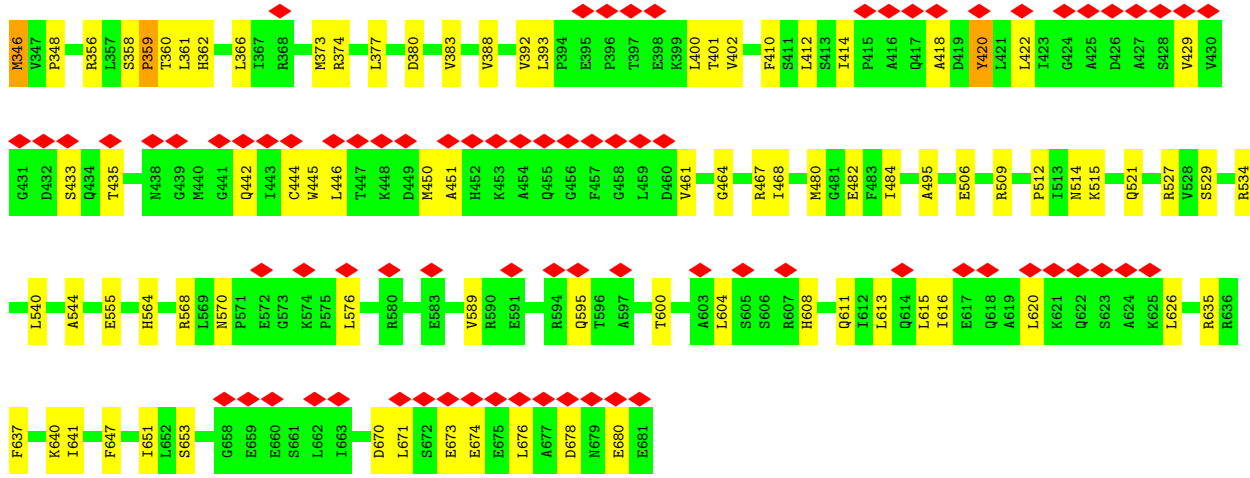 M346 V347 P348 R356 L357 S358 P359 T360 L361 H362 L366 I367 R368 M373 R374 L377 D380 V383 V388 V392 L393 P394 E395 P396 T397 E398 K399 L400 T401 V402 F410 S411 L412 S413 I414 P415 A416 Q417 A418 D419 Y420 L421 L422 I423 G424 A425 D426 A427 S428 V429 V430
G431 D432 S433 Q434 T435 N438 G439 M440 G441 Q442 I443 C444 W445 L446 T447 K448 D449 M450 A451 H452 K453 A454 Q455 G456 F457 G458 L459 D460 V461 G464 R467 I468 M480 G481 E482 F483 I484 A495 E506 R509 P512 I513 N514 K515 Q521 R527 V528 S529 R534
L540 A544 E555 H564 R568 L569 N570 P571 E572 G573 K574 P575 L576 R580 E583 V589 R590 E591 R594 Q595 T596 A597 T600 A603 L604 S605 S606 R607 H608 Q611 I612 L613 Q614 L615 I616 E617 Q618 A619 L620 K621 Q622 S623 A624 K625 L626 R635 R636
F637 K640 I641 F647 I651 L652 S653 G658 E659 E660 S661 L662 I663 D670 L671 S672 E673 E674 E675 L676 A677 D678 N679 E680 E681